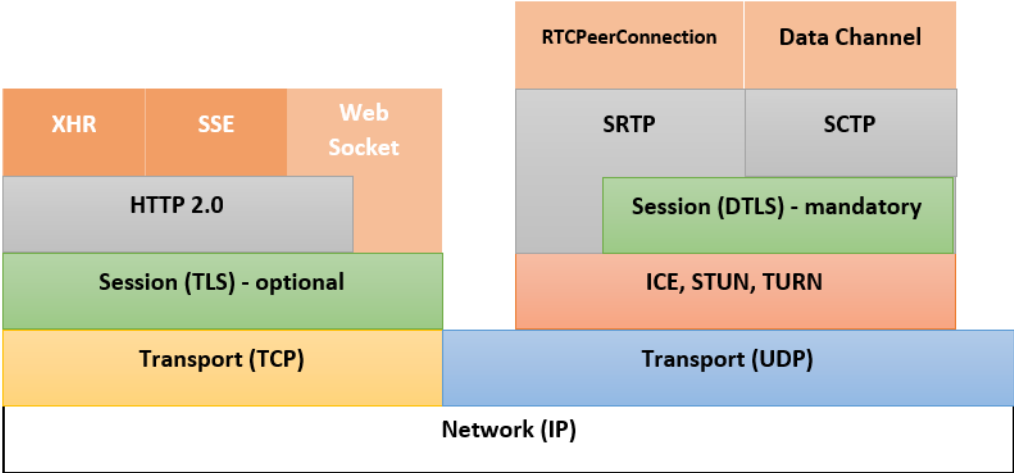 RTCPeerConnection
Data Channel
XHR
SSE
Web
Socket
SRTP
SCTP
HTTP 2.0
Session (DTLS) - mandatory
Session (TLS) - optional
ICE, STUN, TURN
Transport (TCP)
Transport (UDP)
Network (IP)